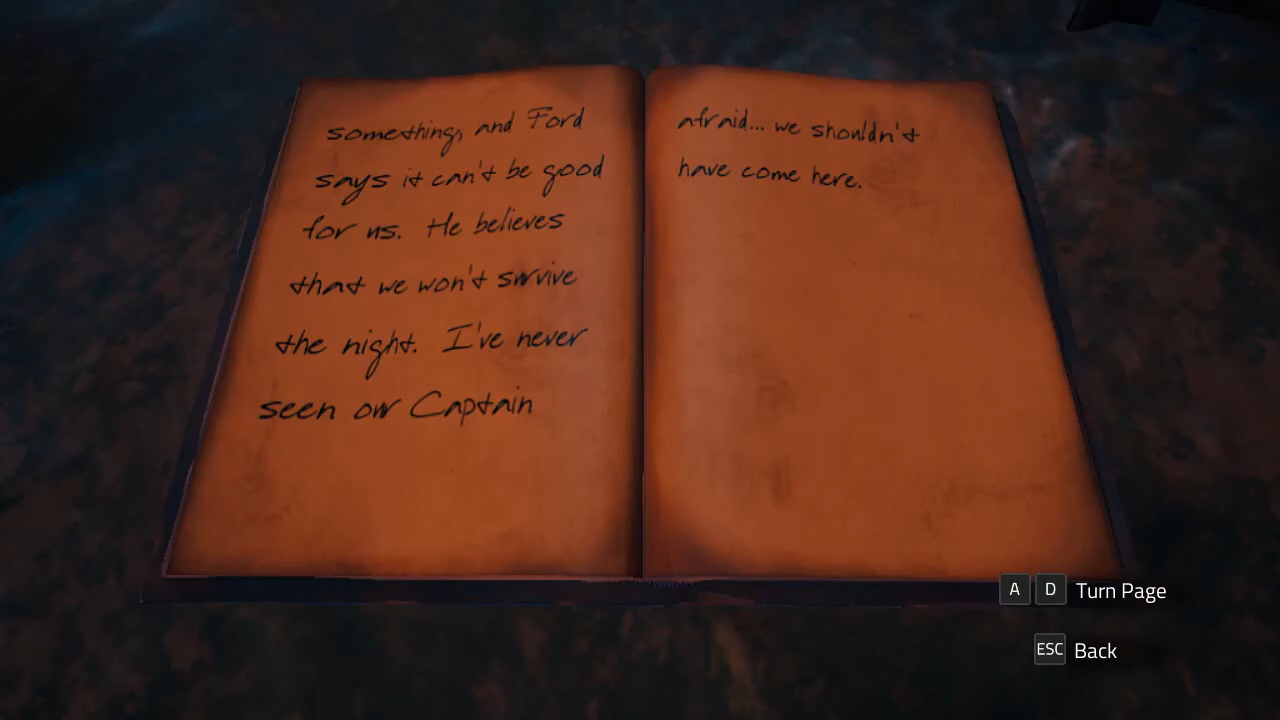 something, and Ford
says it can't be good
for us. He believes
that we won't survive
the night. I've never
seen our Captain
afraid... we shouldn't
have come here.
A D Turn Page
ESC Back